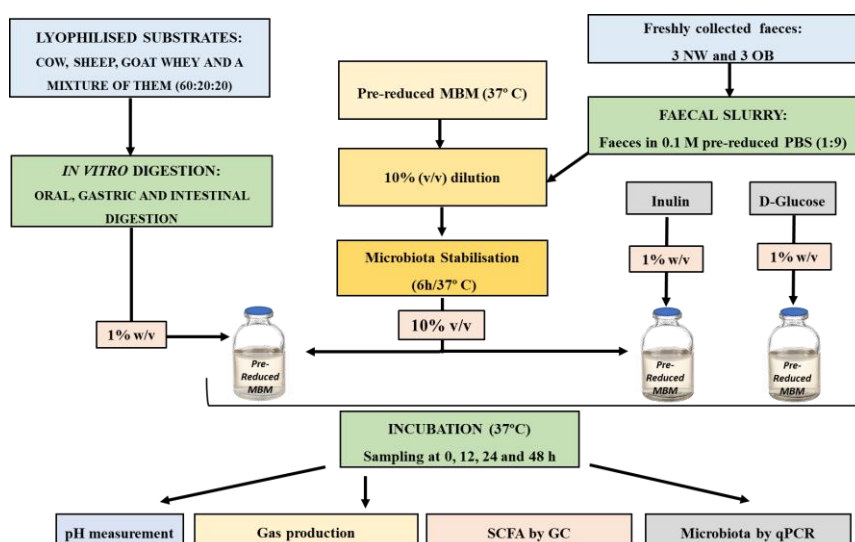 LYOPHILISED SUBSTRATES:
COW, SHEEP, GOAT WHEY AND A
MIXTURE OF THEM (60:20:20)
Freshly collected faeces:
3 NW and 3 OB
Pre-reduced MBM (37º C)
FAECAL SLURRY:
Faeces in 0.1 M pre-reduced PBS (1:9)
IN VITRO DIGESTION:
ORAL, GASTRIC AND INTESTINAL
DIGESTION
10% (v/v) dilution
Inulin
D-Glucose
Microbiota Stabilisation
(6h/37º C)
1% w/v
1% w/v
1% w/v
10% v/v
Pre-
Reduced
MBM
Pre-
Reduced
MBM
Pre-
Reduced
MBM
INCUBATION (37ºC)
Sampling at 0, 12, 24 and 48 h
pH measurement
Gas production
SCFA by GC
Microbiota by qPCR